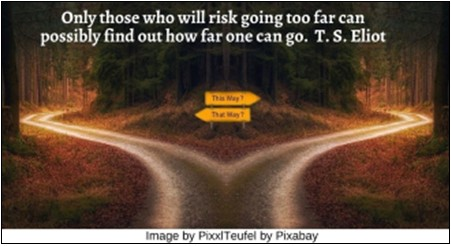 Only those who will risk going too far can
possibly find out how far one can go.  T. S. Eliot
This Way?
That Way?
Image by PixxlTeufel by Pixabay